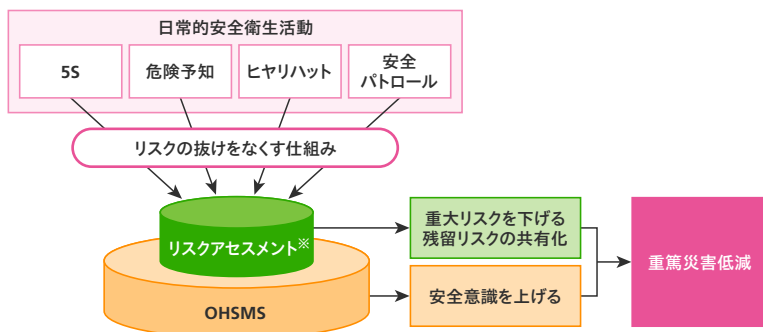 日常的安全衛生活動
5S
危険予知
ヒヤリハット
安全
パトロール
リスクの抜けをなくす仕組み
リスクアセスメント※
重大リスクを下げる
残留リスクの共有化
重篤災害低減
OHSMS
安全意識を上げる